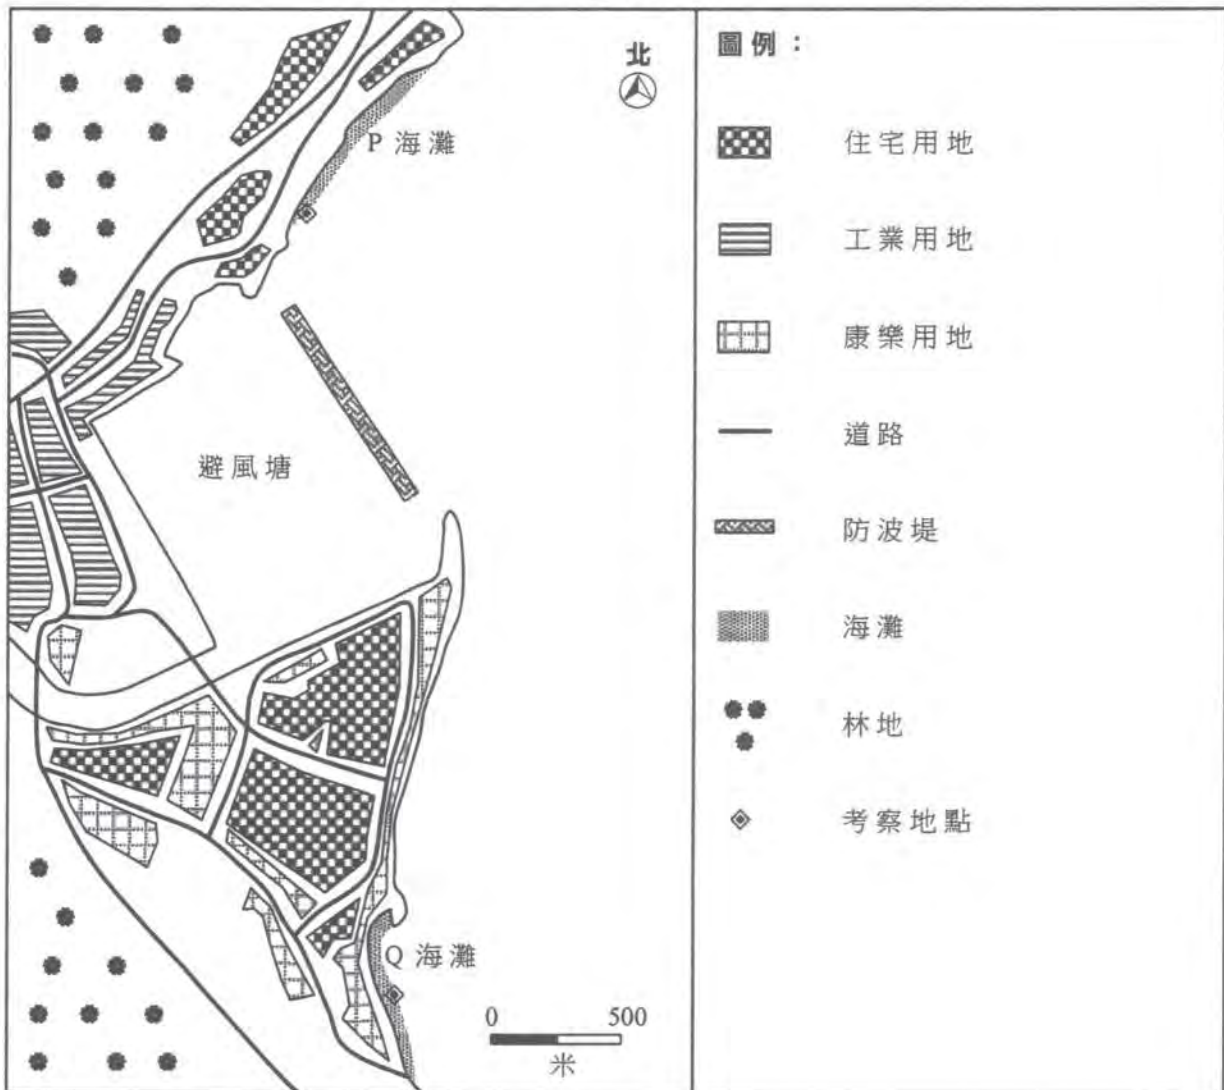 北
P 海灘
避風塘
Q 海灘
0 500
米
圖例：
住宅用地
工業用地
康樂用地
道路
防波堤
海灘
林地
考察地點